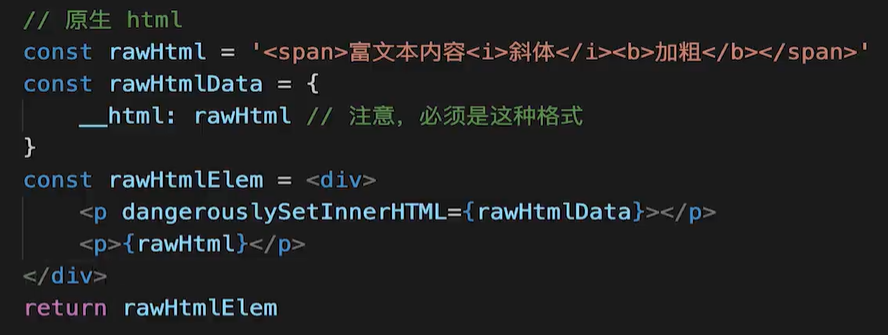 // 原生 html
const rawHtml = '<span>富文本内容<i>斜体</i><b>加粗</b></span>'
const rawHtmlData = {
    __html: rawHtml // 注意，必须是这种格式
}
const rawHtmlElem = <div>
    <p dangerouslySetInnerHTML={rawHtmlData}></p>
    <p>{rawHtml}</p>
</div>
return rawHtmlElem